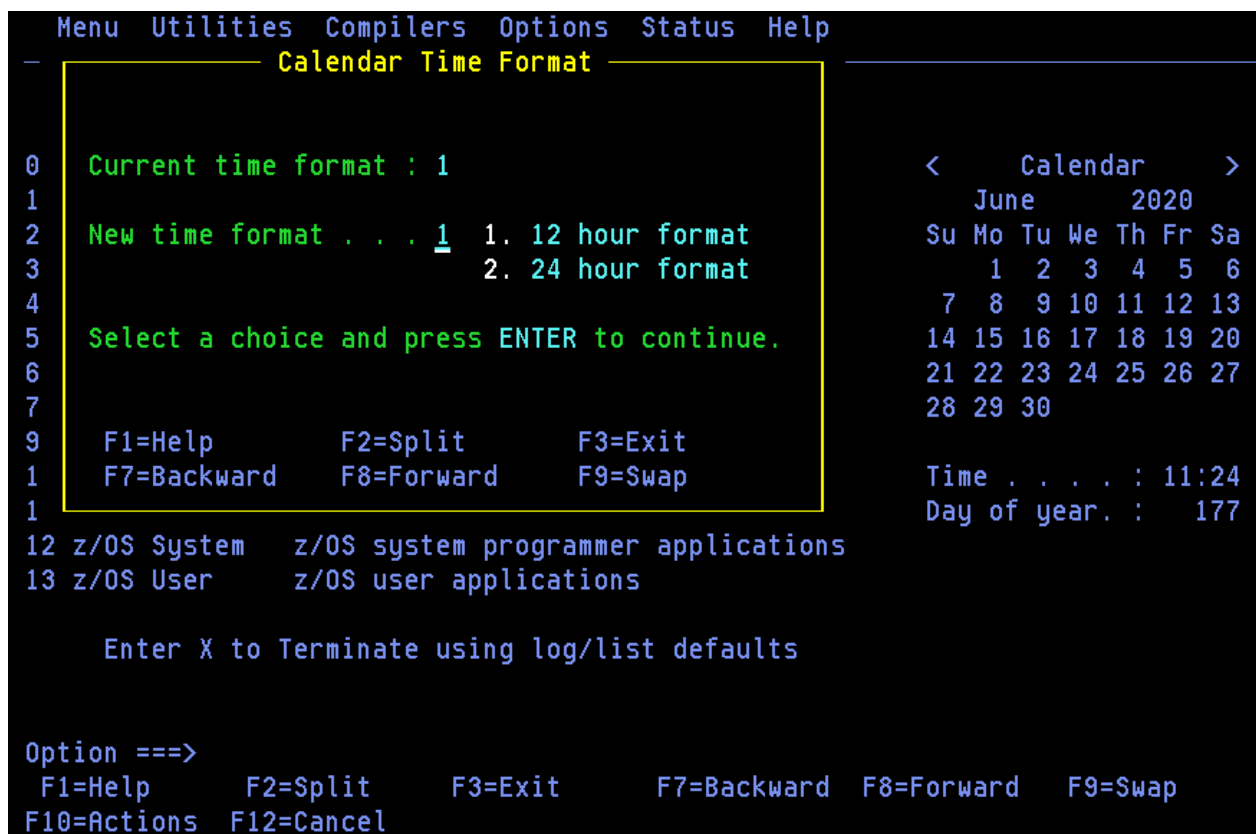 Menu Utilities Compilers Options Status Help
Calendar Time Format
0 Current time format : 1 < Calendar >
1 June 2020
2 New time format . . . 1 1. 12 hour format Su Mo Tu We Th Fr Sa
3 2. 24 hour format 1 2 3 4 5 6
4 7 8 9 10 11 12 13
5 Select a choice and press ENTER to continue. 14 15 16 17 18 19 20
6 21 22 23 24 25 26 27
7 28 29 30
9 F1=Help F2=Split F3=Exit
1 F7=Backward F8=Forward F9=Swap Time . . . . : 11:24
1 Day of year. : 177
12 z/OS System z/OS system programmer applications
13 z/OS User z/OS user applications
Enter X to Terminate using log/list defaults
Option ===>
F1=Help F2=Split F3=Exit F7=Backward F8=Forward F9=Swap
F10=Actions F12=Cancel